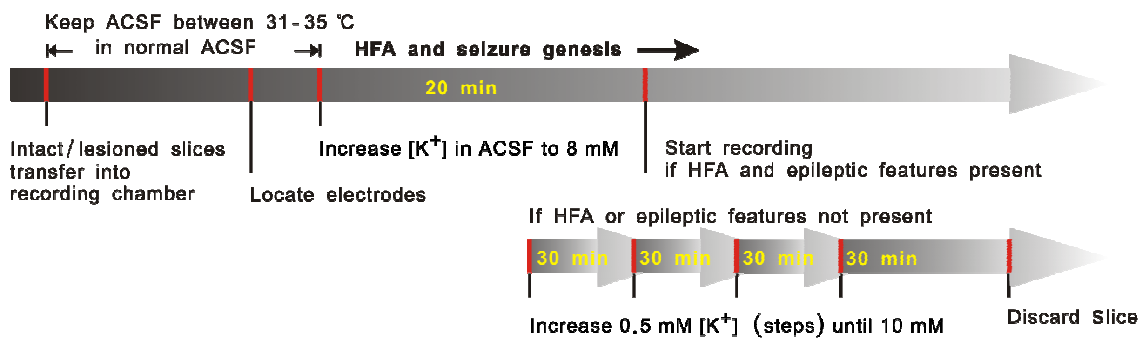 Keep ACSF between 31-35 ℃
in normal ACSF
HFA and seizure genesis
20 min
Intact/lesioned slices
transfer into
recording chamber
Locate electrodes
Increase [K+] in ACSF to 8 mM
Start recording
if HFA and epileptic features present
If HFA or epileptic features not present
30 min 30 min 30 min 30 min
Increase 0.5 mM [K+] (steps) until 10 mM
Discard Slice